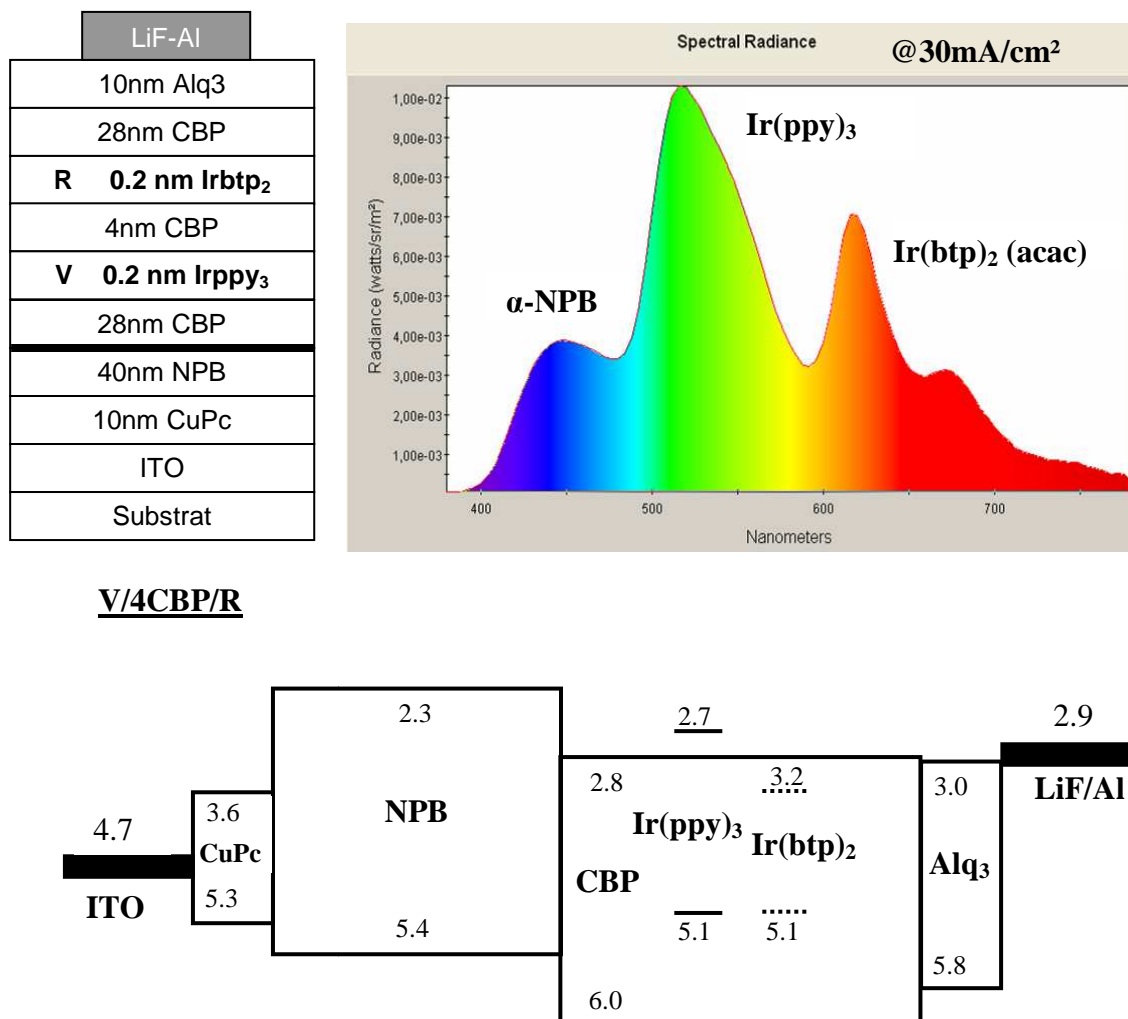 LiF-Al
10nm Alq3
28nm CBP
R 0.2 nm Irbtp₂
4nm CBP
V 0.2 nm Irppy₃
28nm CBP
40nm NPB
10nm CuPc
ITO
Substrat
Spectral Radiance
@30mA/cm²
Radiance (watts/sr/m²)
1,00e-02
9,00e-03
8,00e-03
7,00e-03
6,00e-03
5,00e-03
4,00e-03
3,00e-03
2,00e-03
1,00e-03
Ir(ppy)₃
Ir(btp)₂ (acac)
α-NPB
400 500 600 700
Nanometers
V/4CBP/R
4.7
ITO
3.6
CuPc
5.3
2.3
NPB
5.4
2.8
CBP
6.0
2.7
Ir(ppy)₃
5.1
3.2
Ir(btp)₂
5.1
3.0
Alq₃
5.8
2.9
LiF/Al